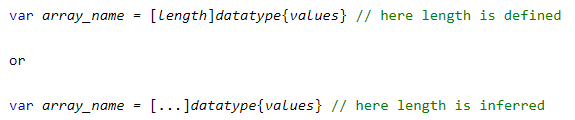 var array_name = [length]datatype{values} // here length is defined
or
var array_name = [...]datatype{values} // here length is inferred